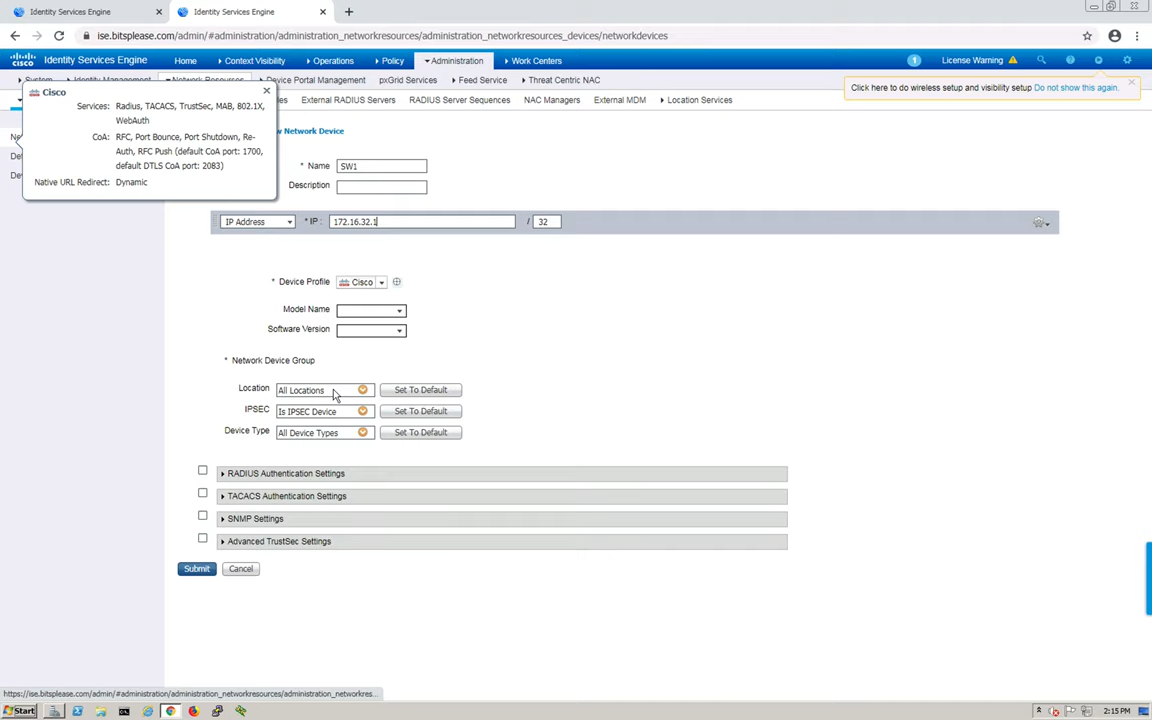 Identity Services Engine
Identity Services Engine
ise.bitsplease.com/admin/#administration/administration_networkresources/administration_networkresources_devices/networkdevices
CISCO Identity Services Engine Home Context Visibility Operations Policy Administration Work Centers 1 License Warning
System Identity Management Network Resources Device Portal Management pxGrid Services Feed Service Threat Centric NAC
Click here to do wireless setup and visibility setup Do not show this again.
External RADIUS Servers RADIUS Server Sequences NAC Managers External MDM Location Services
Cisco
Services: Radius, TACACS, TrustSec, MAB, 802.1X,
WebAuth
CoA: RFC, Port Bounce, Port Shutdown, Re-
Auth, RFC Push (default CoA port: 1700,
default DTLS CoA port: 2083)
Native URL Redirect: Dynamic
Network Device
* Name SW1
Description
IP Address * IP : 172.16.32.1 / 32
* Device Profile Cisco
Model Name
Software Version
* Network Device Group
Location All Locations Set To Default
IPSEC Is IPSEC Device Set To Default
Device Type All Device Types Set To Default
RADIUS Authentication Settings
TACACS Authentication Settings
SNMP Settings
Advanced TrustSec Settings
Submit Cancel
https://ise.bitsplease.com/admin/#administration/administration_networkresources/administration_networkres...
Start 2:15 PM